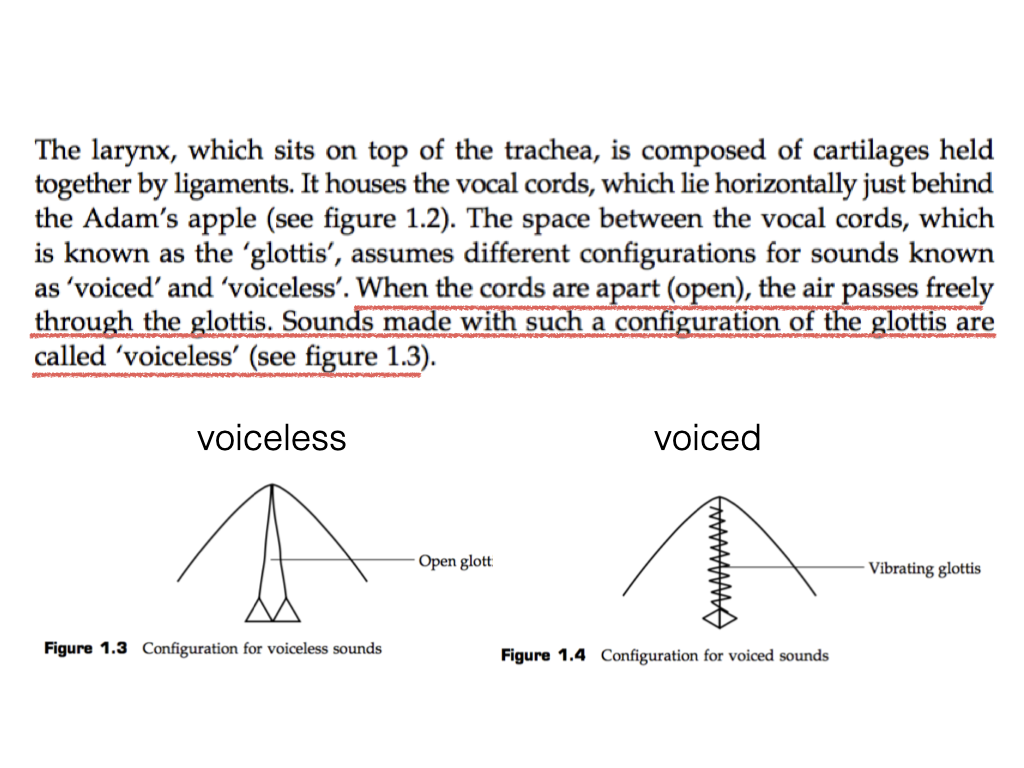 The larynx, which sits on top of the trachea, is composed of cartilages held
together by ligaments. It houses the vocal cords, which lie horizontally just behind
the Adam's apple (see figure 1.2). The space between the vocal cords, which
is known as the 'glottis', assumes different configurations for sounds known
as 'voiced' and 'voiceless'. When the cords are apart (open), the air passes freely
through the glottis. Sounds made with such a configuration of the glottis are
called 'voiceless' (see figure 1.3).
voiceless
voiced
Open glott
Vibrating glottis
Figure 1.3 Configuration for voiceless sounds
Figure 1.4 Configuration for voiced sounds